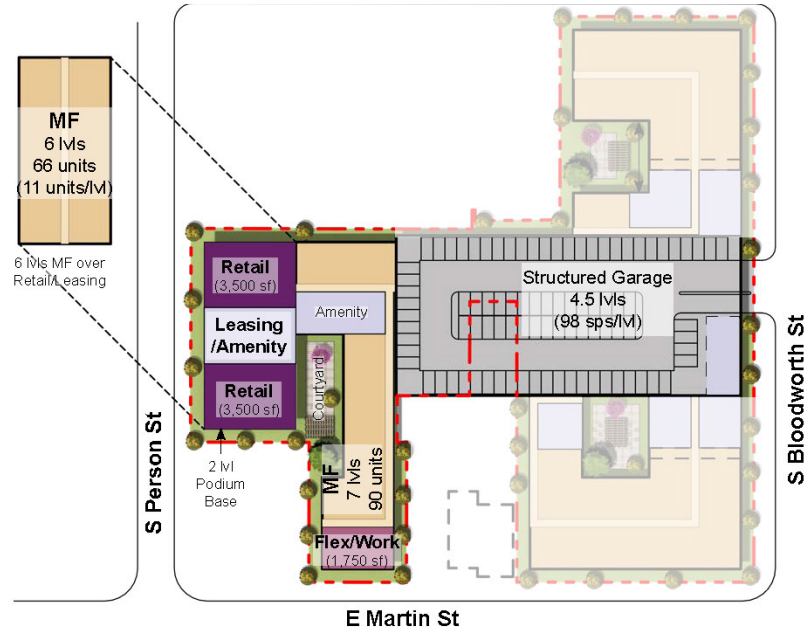 MF
6 lvls
66 units
(11 units/lvl)
6 lvls MF over
Retail/Leasing
Retail
(3,500 sf)
Leasing
/Amenity
Retail
(3,500 sf)
2 lvl
Podium
Base
Amenity
Courtyard
MF
7 lvls
90 units
Flex/Work
(1,750 sf)
Structured Garage
4.5 lvls
(98 sps/lvl)
S Person St
S Bloodworth St
E Martin St